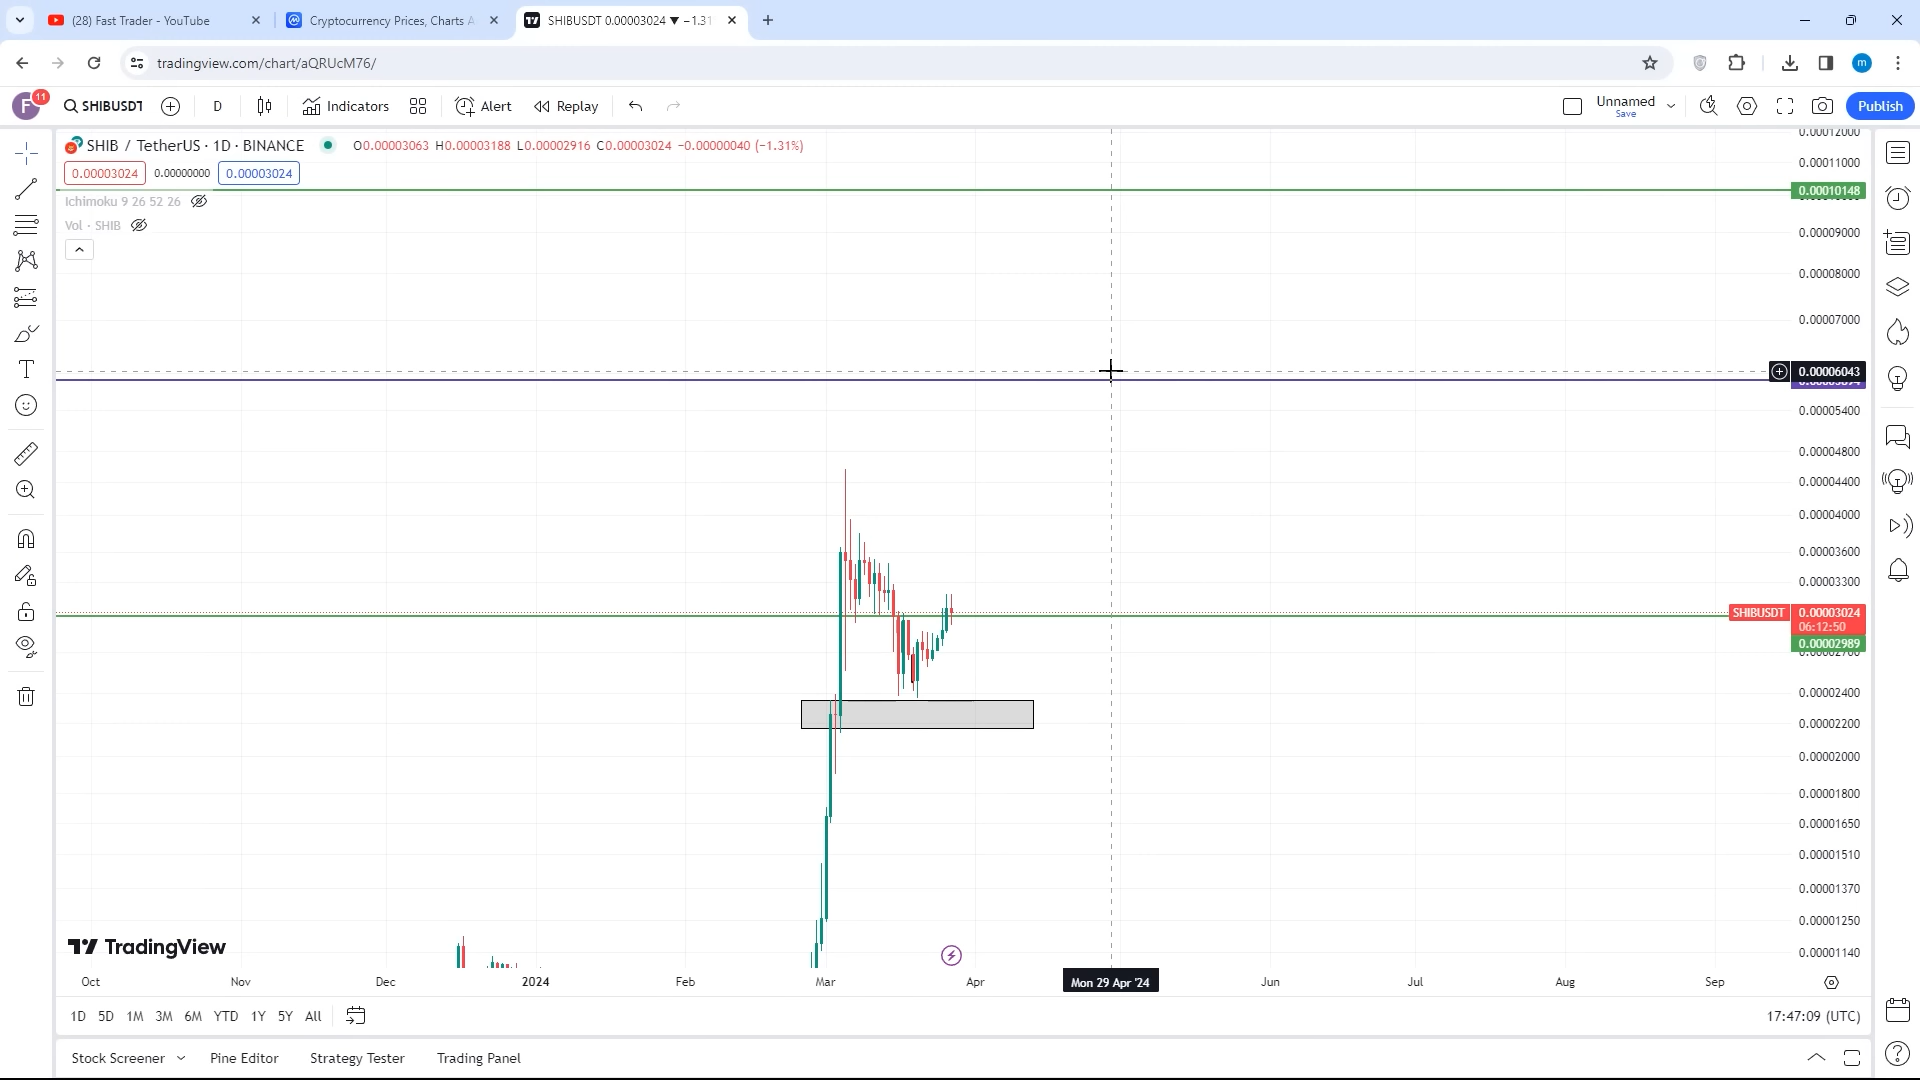 (28) Fast Trader - YouTube
Cryptocurrency Prices, Charts A
SHIBUSDT 0.00003024 ▼ −1.31
tradingview.com/chart/aQRUcM76/
F
11
SHIBUSDT
D
Indicators
Alert
Replay
Unnamed
Save
Publish
m
SHIB / TetherUS · 1D · BINANCE
O0.00003063 H0.00003188 L0.00002916 C0.00003024 −0.00000040 (−1.31%)
0.00003024
0.00000000
0.00003024
Ichimoku 9 26 52 26
Vol · SHIB
0.00012000
0.00011000
0.00010148
0.00009000
0.00008000
0.00007000
0.00006043
0.00005400
0.00004800
0.00004400
0.00004000
0.00003600
0.00003300
SHIBUSDT
0.00003024
06:12:50
0.00002989
0.00002400
0.00002200
0.00002000
0.00001800
0.00001650
0.00001510
0.00001370
0.00001250
0.00001140
TradingView
Oct
Nov
Dec
2024
Feb
Mar
Apr
Mon 29 Apr '24
Jun
Jul
Aug
Sep
1D 5D 1M 3M 6M YTD 1Y 5Y All
17:47:09 (UTC)
Stock Screener
Pine Editor
Strategy Tester
Trading Panel